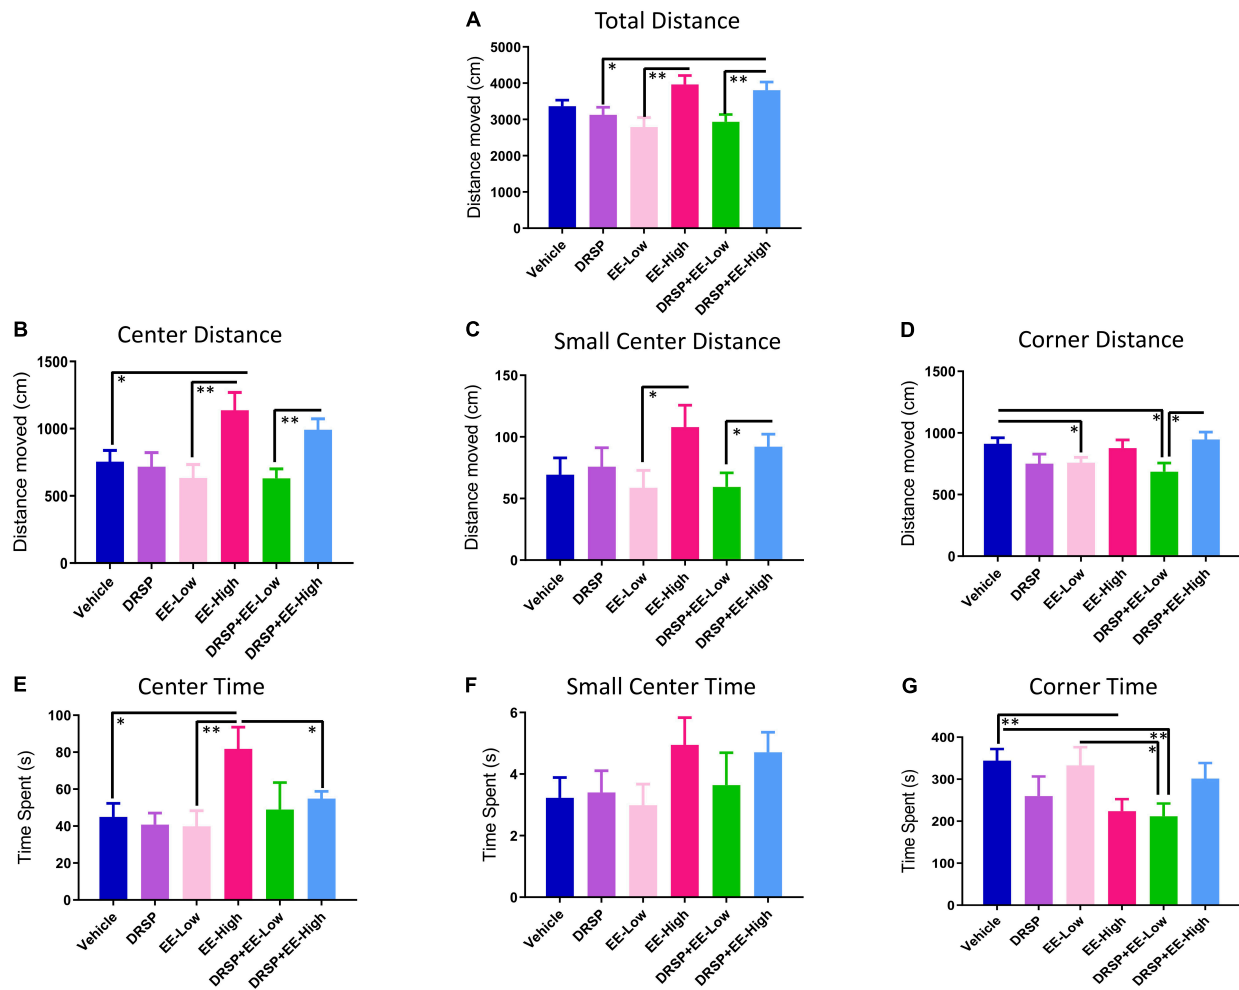 A Total Distance
5000
4000
3000
2000
1000
0
Distance moved (cm)
*
**
**
Vehicle
DRSP
EE-Low
EE-High
DRSP+EE-Low
DRSP+EE-High
B Center Distance
1500
1000
500
0
Distance moved (cm)
*
**
**
Vehicle
DRSP
EE-Low
EE-High
DRSP+EE-Low
DRSP+EE-High
C Small Center Distance
150
100
50
0
Distance moved (cm)
*
*
Vehicle
DRSP
EE-Low
EE-High
DRSP+EE-Low
DRSP+EE-High
D Corner Distance
1500
1000
500
0
Distance moved (cm)
*
*
*
Vehicle
DRSP
EE-Low
EE-High
DRSP+EE-Low
DRSP+EE-High
E Center Time
100
80
60
40
20
0
Time Spent (s)
*
**
*
Vehicle
DRSP
EE-Low
EE-High
DRSP+EE-Low
DRSP+EE-High
F Small Center Time
6
4
2
0
Time Spent (s)
Vehicle
DRSP
EE-Low
EE-High
DRSP+EE-Low
DRSP+EE-High
G Corner Time
400
300
200
100
0
Time Spent (s)
**
**
*
Vehicle
DRSP
EE-Low
EE-High
DRSP+EE-Low
DRSP+EE-High